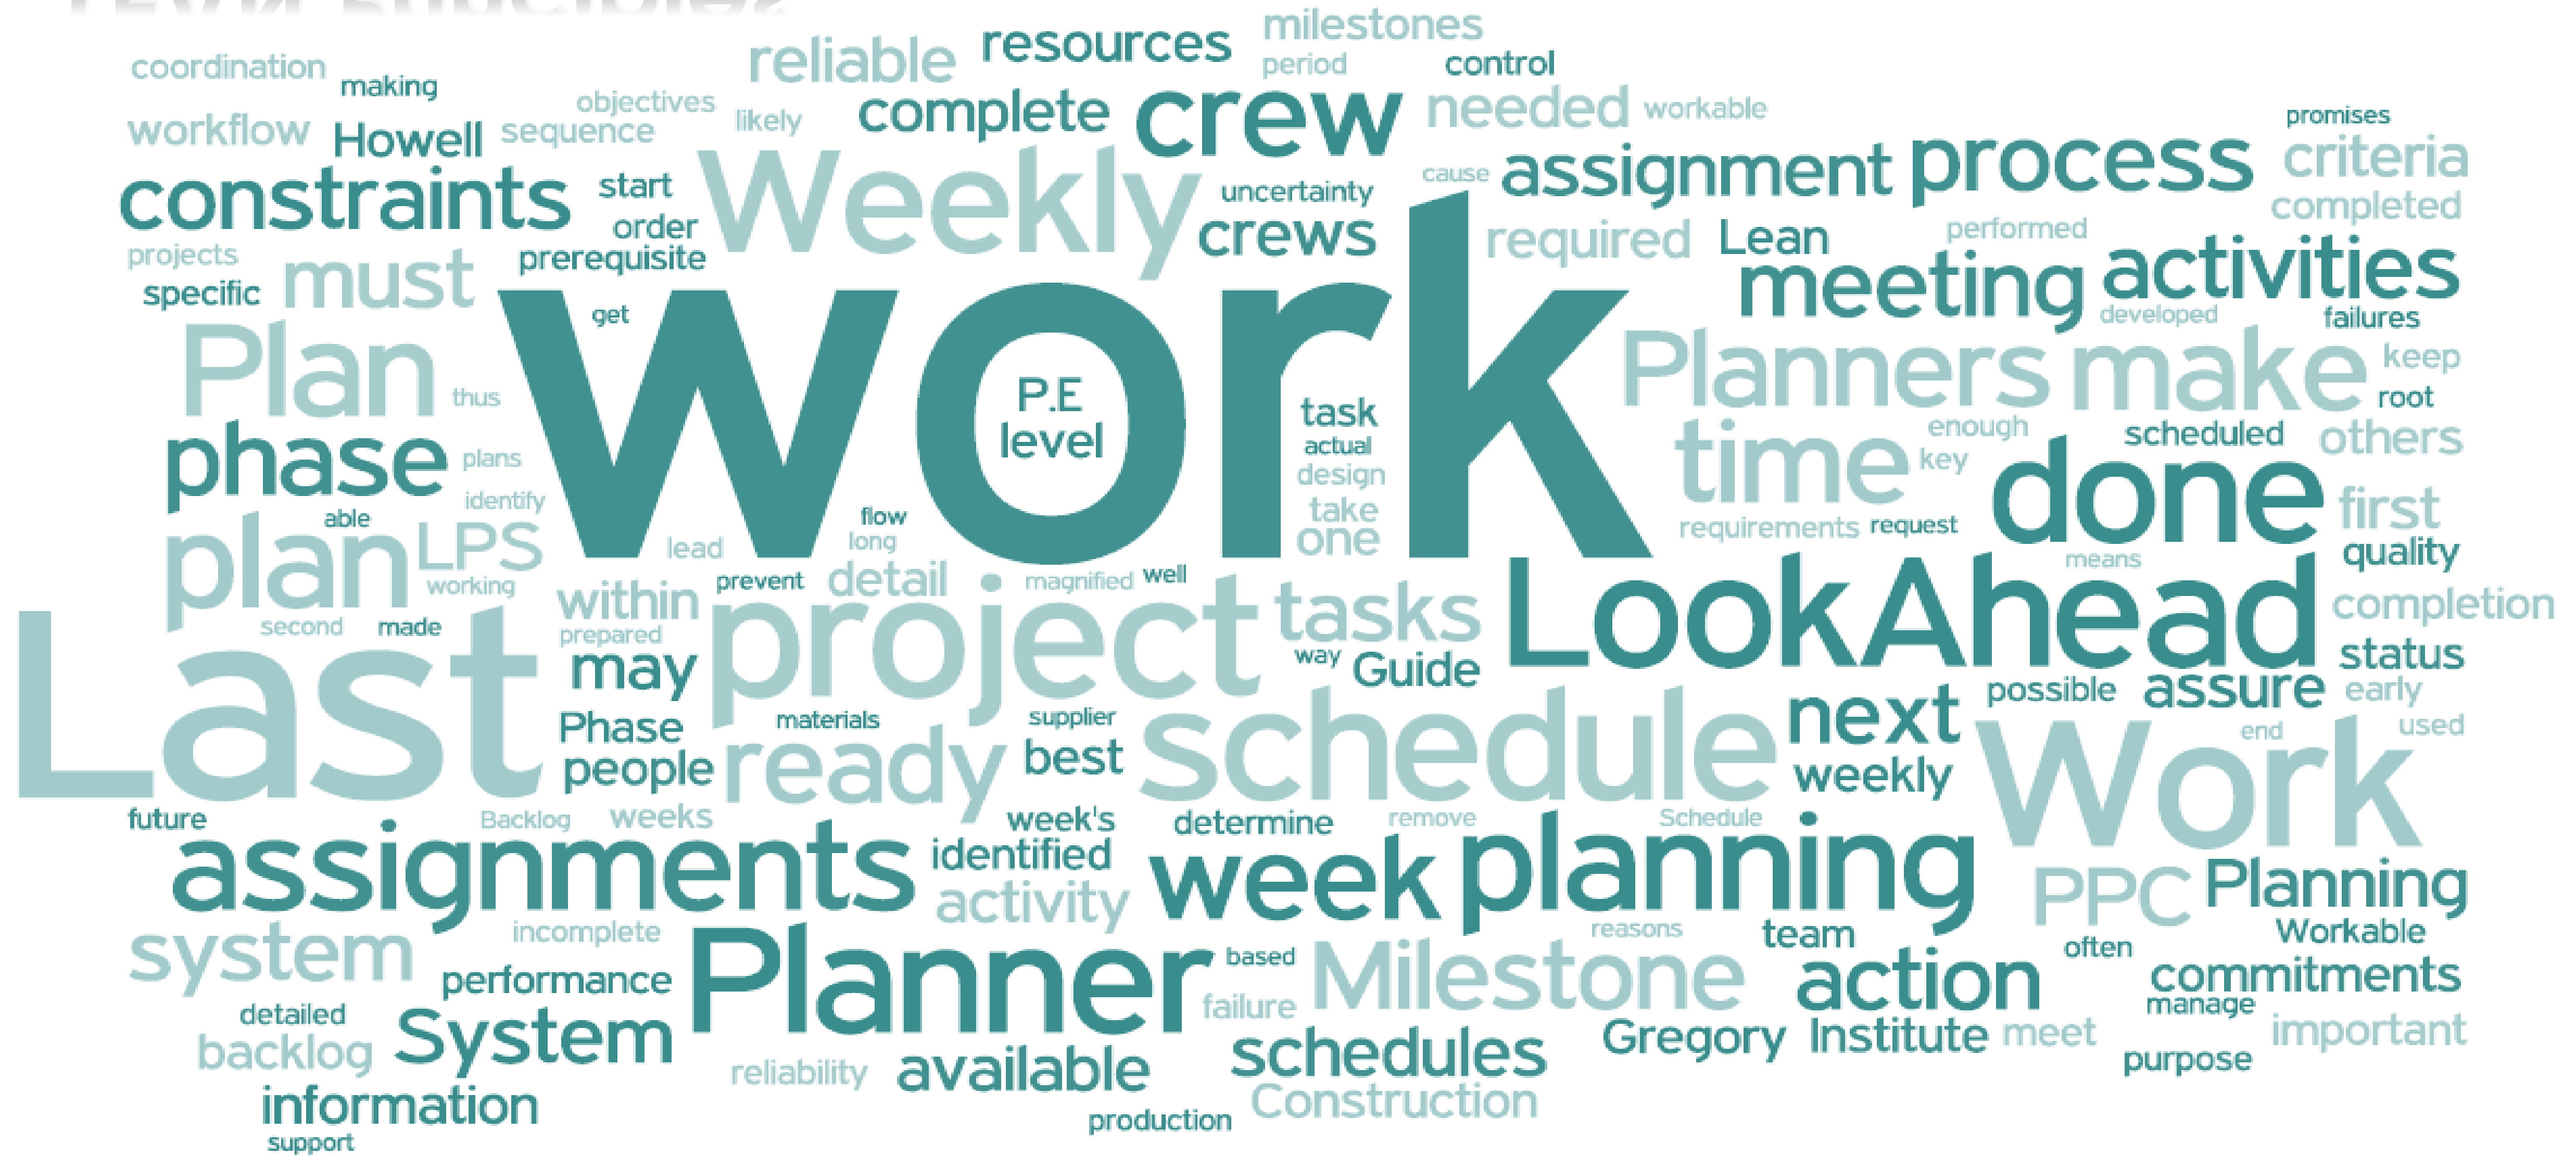 milestones
reliable resources
coordination making period control
objectives complete crew needed workable
workflow Howell sequence likely promises
constraints start Weekly uncertainty cause assignment process criteria
order crews required Lean performed completed
projects must prerequisite meeting activities
specific get developed failures
Plan thus work Planners make keep
P.E task root
phase plans level actual time enough scheduled others
identify design key done
able flow take requirements request first
plan LPS lead long one means quality
working prevent detail magnified well LookAhead
second made within project tasks completion
Last prepared may way Guide status
Phase materials supplier schedule next possible assure early
people ready best weekly Work end used
future Backlog weeks week's determine remove Schedule
assignments identified week planning
activity PPC Planning
system incomplete Planner reasons team often Workable
performance based Milestone action commitments
detailed failure manage
backlog System schedules Gregory Institute meet important
reliability available purpose
information Construction
production
support